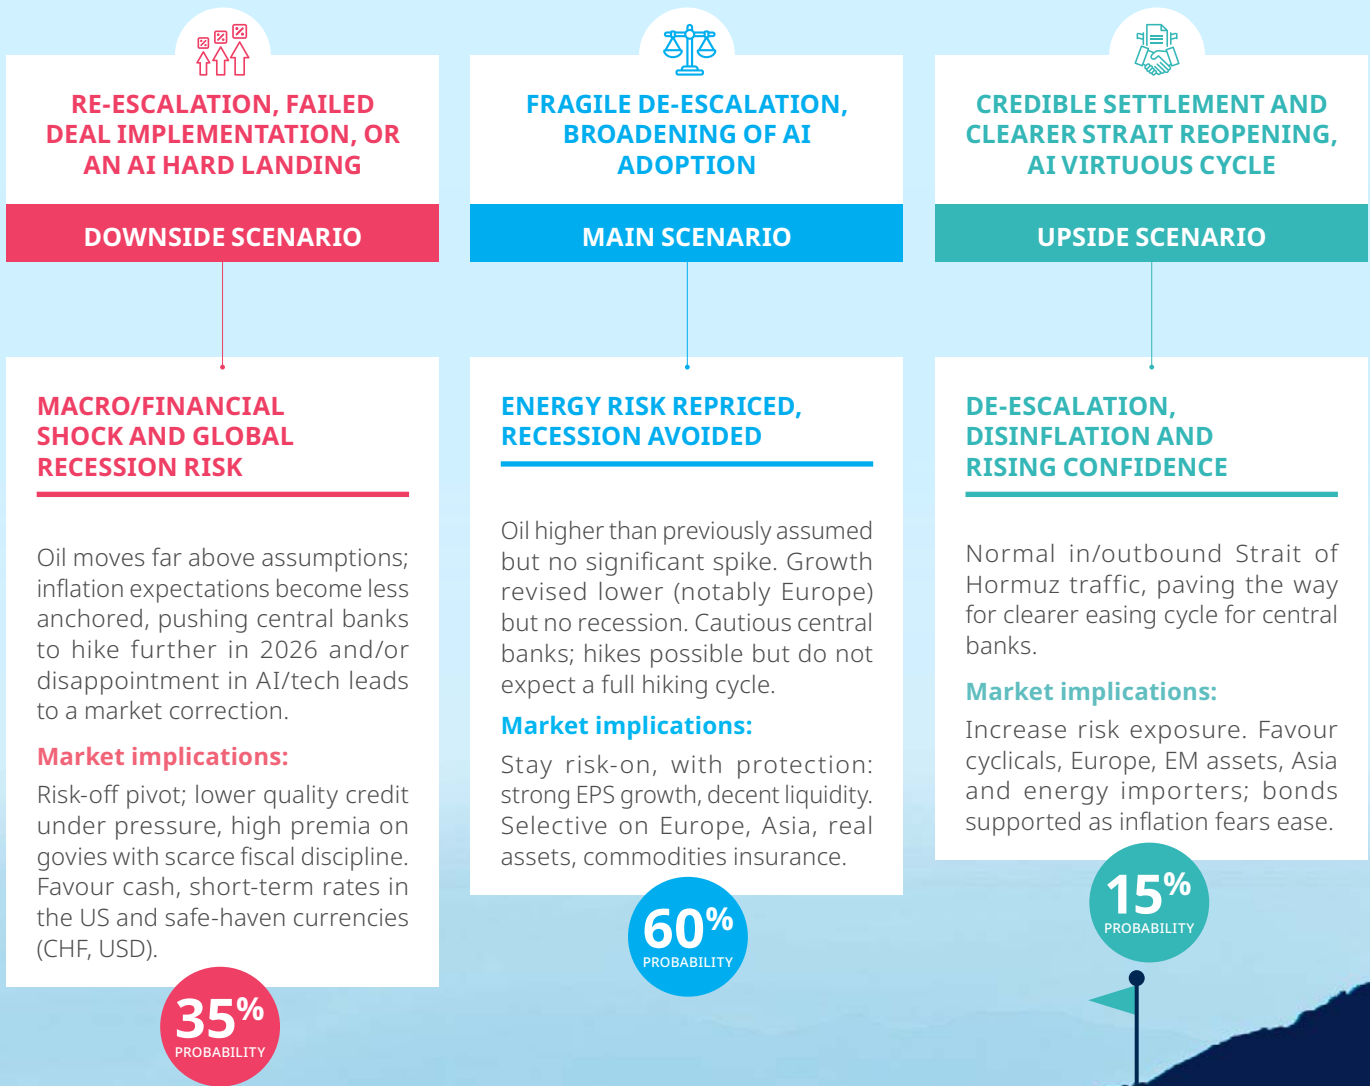 RE-ESCALATION, FAILED
DEAL IMPLEMENTATION, OR
AN AI HARD LANDING
DOWNSIDE SCENARIO
MACRO/FINANCIAL
SHOCK AND GLOBAL
RECESSION RISK
Oil moves far above assumptions;
inflation expectations become less
anchored, pushing central banks
to hike further in 2026 and/or
disappointment in AI/tech leads
to a market correction.
Market implications:
Risk-off pivot; lower quality credit
under pressure, high premia on
govies with scarce fiscal discipline.
Favour cash, short-term rates in
the US and safe-haven currencies
(CHF, USD).
35%
PROBABILITY
FRAGILE DE-ESCALATION,
BROADENING OF AI
ADOPTION
MAIN SCENARIO
ENERGY RISK REPRICED,
RECESSION AVOIDED
Oil higher than previously assumed
but no significant spike. Growth
revised lower (notably Europe)
but no recession. Cautious central
banks; hikes possible but do not
expect a full hiking cycle.
Market implications:
Stay risk-on, with protection:
strong EPS growth, decent liquidity.
Selective on Europe, Asia, real
assets, commodities insurance.
60%
PROBABILITY
CREDIBLE SETTLEMENT AND
CLEARER STRAIT REOPENING,
AI VIRTUOUS CYCLE
UPSIDE SCENARIO
DE-ESCALATION,
DISINFLATION AND
RISING CONFIDENCE
Normal in/outbound Strait of
Hormuz traffic, paving the way
for clearer easing cycle for central
banks.
Market implications:
Increase risk exposure. Favour
cyclicals, Europe, EM assets, Asia
and energy importers; bonds
supported as inflation fears ease.
15%
PROBABILITY